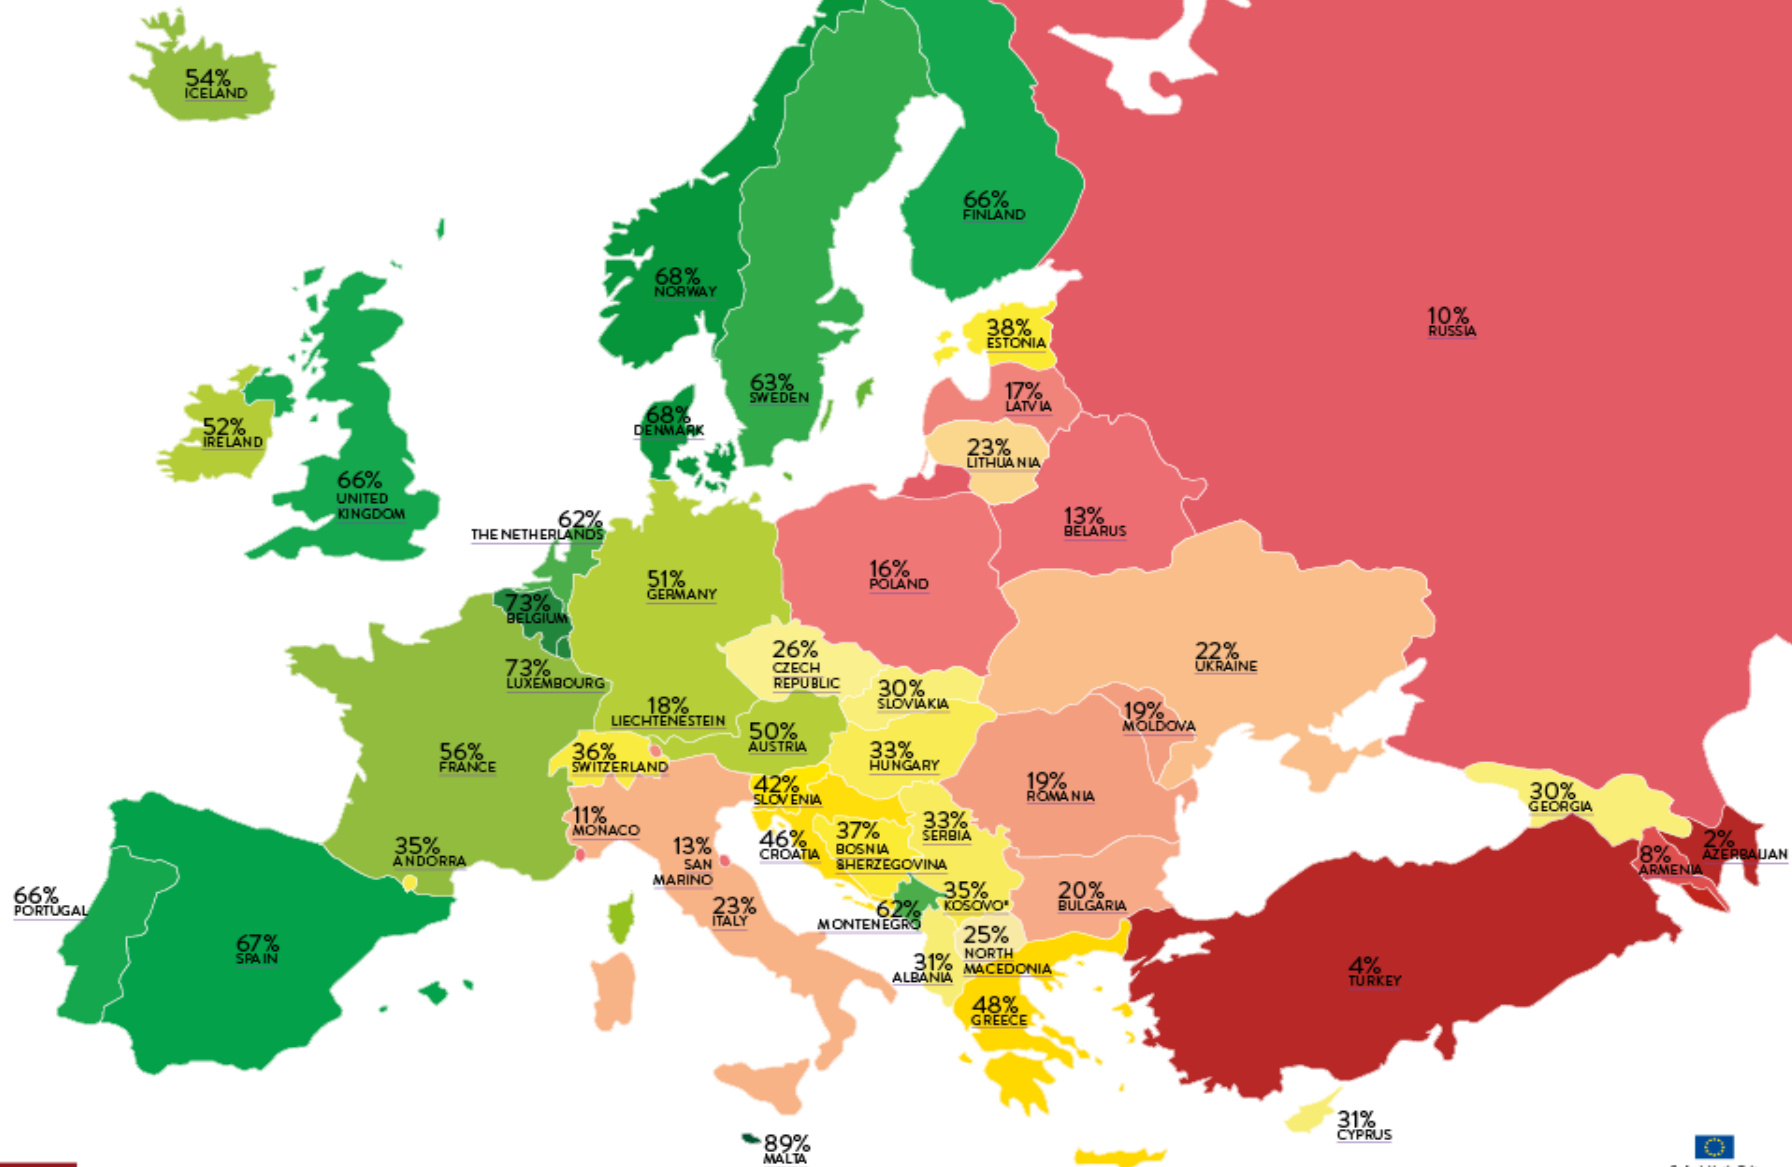 54%
ICELAND
66%
FINLAND
68%
NORWAY
10%
RUSSIA
38%
ESTONIA
63%
SWEDEN
17%
LATVIA
68%
DENMARK
52%
IRELAND
23%
LITHUANIA
66%
UNITED
KINGDOM
62%
THE NETHERLANDS
13%
BELARUS
51%
GERMANY
16%
POLAND
73%
BELGIUM
26%
CZECH
REPUBLIC
22%
UKRAINE
73%
LUXEMBOURG
30%
SLOVAKIA
18%
LIECHTENESTEIN
19%
MOLDOVA
50%
AUSTRIA
56%
FRANCE
36%
SWITZERLAND
33%
HUNGARY
42%
SLOVENIA
19%
ROMANIA
30%
GEORGIA
11%
MONACO
33%
SERBIA
46%
CROATIA
37%
BOSNIA
&HERZEGOVINA
2%
AZERBAIJAN
8%
ARMENIA
35%
ANDORRA
13%
SAN
MARINO
66%
PORTUGAL
35%
KOSOVO*
20%
BULGARIA
62%
MONTENEGRO
23%
ITALY
67%
SPAIN
25%
NORTH
MACEDONIA
31%
ALBANIA
4%
TURKEY
48%
GREECE
31%
CYPRUS
89%
MALTA